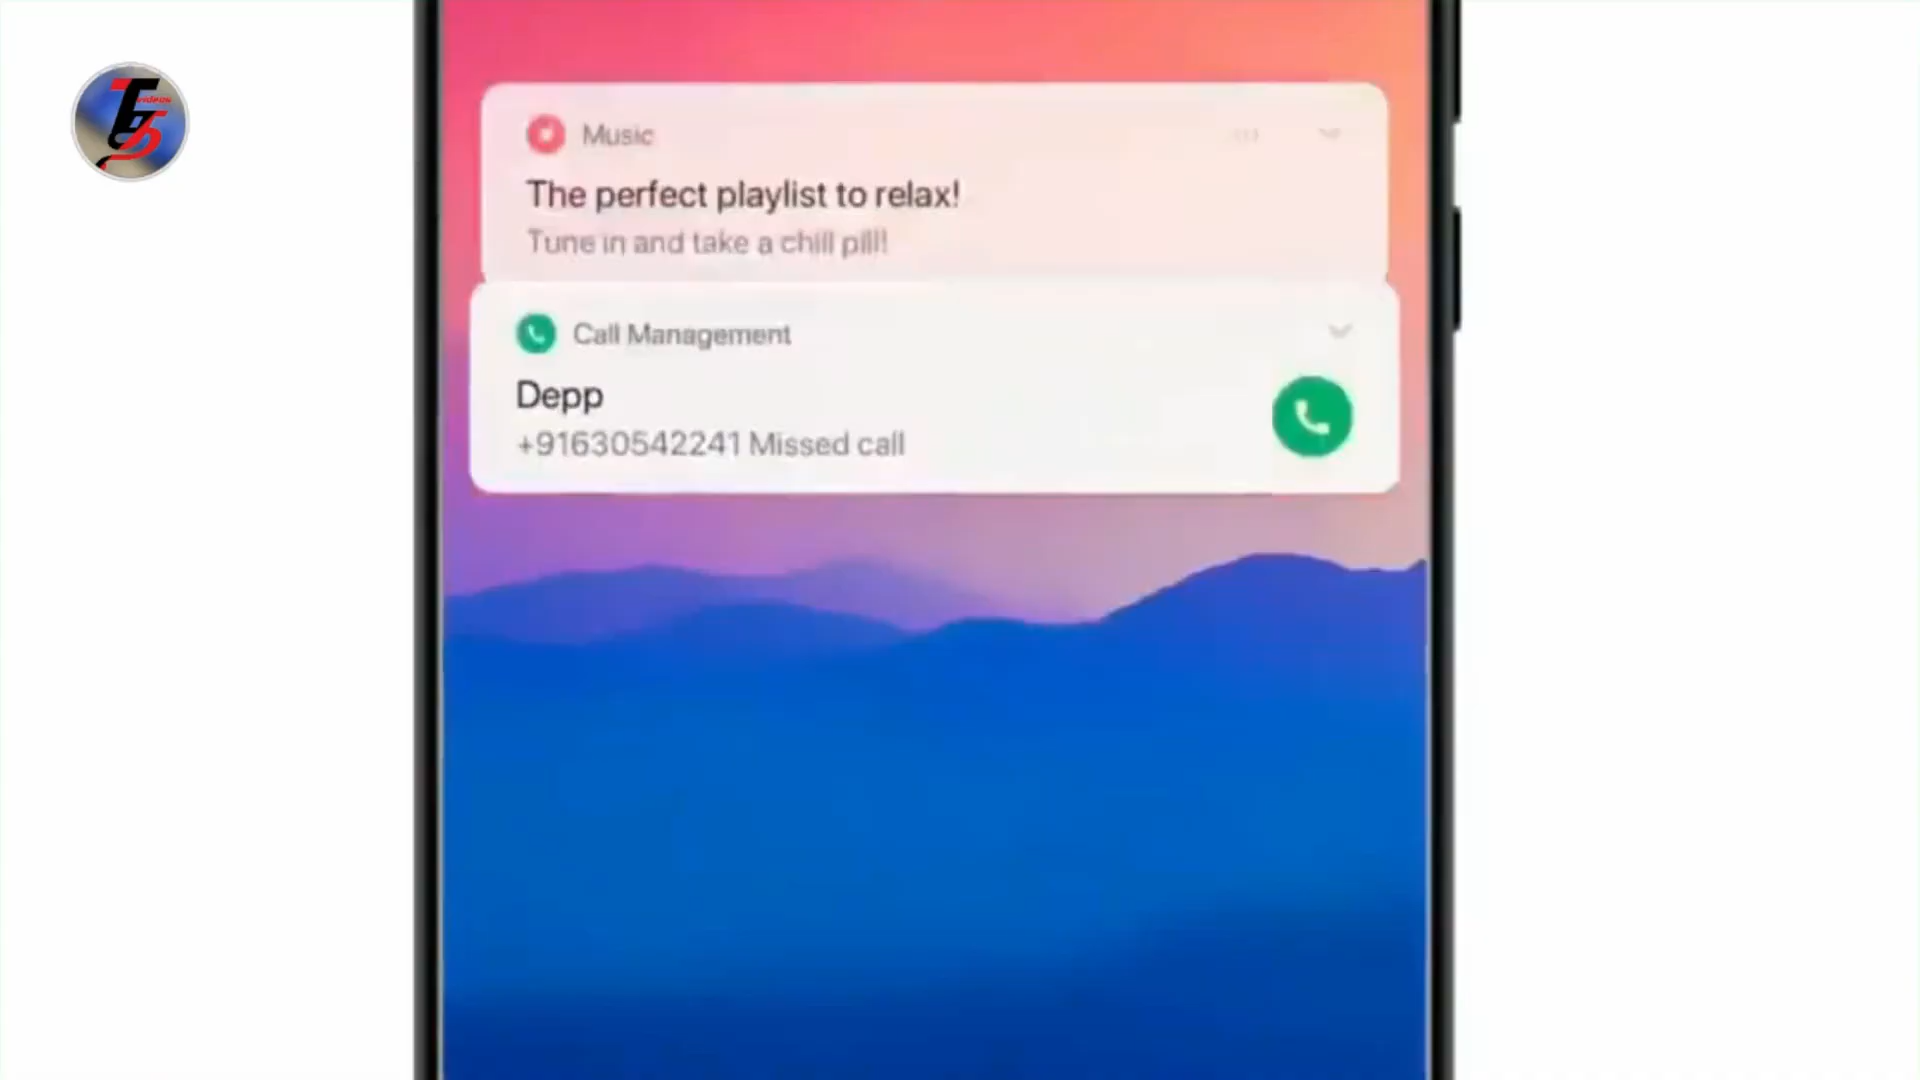 Music
The perfect playlist to relax!
Tune in and take a chill pill!
Call Management
Depp
+91630542241 Missed call